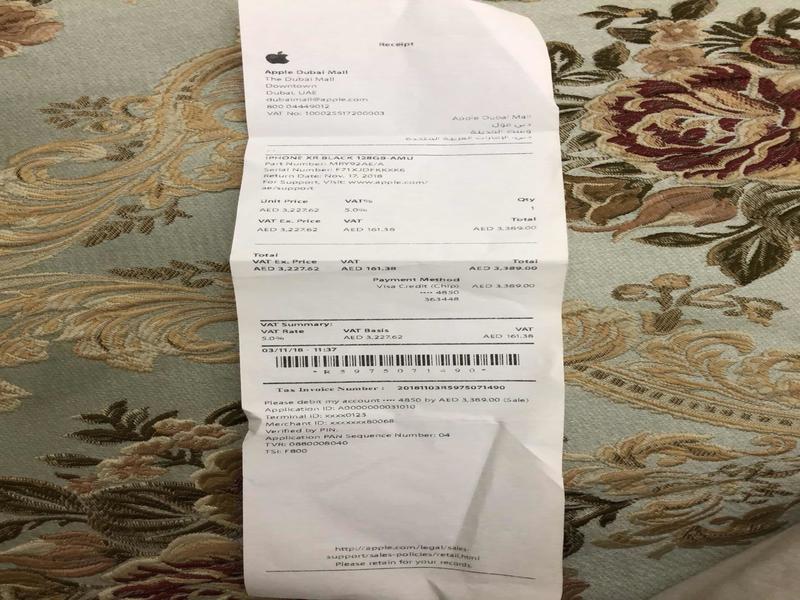 Receipt
Apple Dubai Mall
The Dubai Mall
Downtown
Dubai, UAE
dubaimall@apple.com
800 04449012
VAT No: 100025517200003
Apple Dubai Mall
دبي مول
وسط المدينة
دبي، الإمارات العربية المتحدة
IPHONE XR BLACK 128GB-AMU
Part Number: MRY92AE/A
Serial Number:
Return Date: Nov. 17, 2018
For Support, Visit: www.apple.com/
ae/support
Unit Price VAT% Qty
AED 3,227.62 5.0% 1
VAT Ex. Price VAT Total
AED 3,227.62 AED 161.38 AED 3,389.00
Total
VAT Ex. Price VAT Total
AED 3,227.62 AED 161.38 AED 3,389.00
Payment Method
Visa Credit (Chip) AED 3,389.00
•••• 4850
363448
VAT Summary:
VAT Rate VAT Basis VAT
5.0% AED 3,227.62 AED 161.38
03/11/18 - 11:37
* R 5 9 7 5 0 7 1 4 9 0 *
Tax Invoice Number : 20181103R5975071490
Please debit my account •••• 4850 by AED 3,389.00 (Sale)
Application ID: A0000000031010
Terminal ID: xxxx0123
Merchant ID: xxxxxxx80068
Verified by PIN.
Application PAN Sequence Number: 04
TVR: 0880008040
TSI: F800
http://apple.com/legal/sales-
support/sales-policies/retail.html
Please retain for your records.